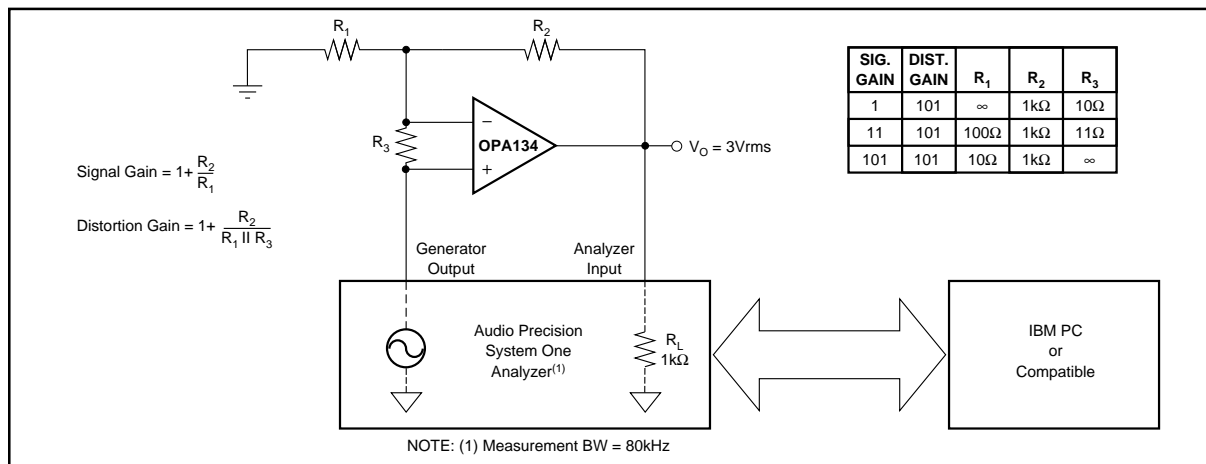 R1
R2
SIG. GAIN DIST. GAIN R1 R2 R3
1 101 ∞ 1kΩ 10Ω
11 101 100Ω 1kΩ 11Ω
101 101 10Ω 1kΩ ∞
R3
−
+
OPA134
VO = 3Vrms
Signal Gain = 1+ R2/R1
Distortion Gain = 1+ R2/(R1 II R3)
Generator
Output
Analyzer
Input
Audio Precision
System One
Analyzer(1)
RL
1kΩ
IBM PC
or
Compatible
NOTE: (1) Measurement BW = 80kHz